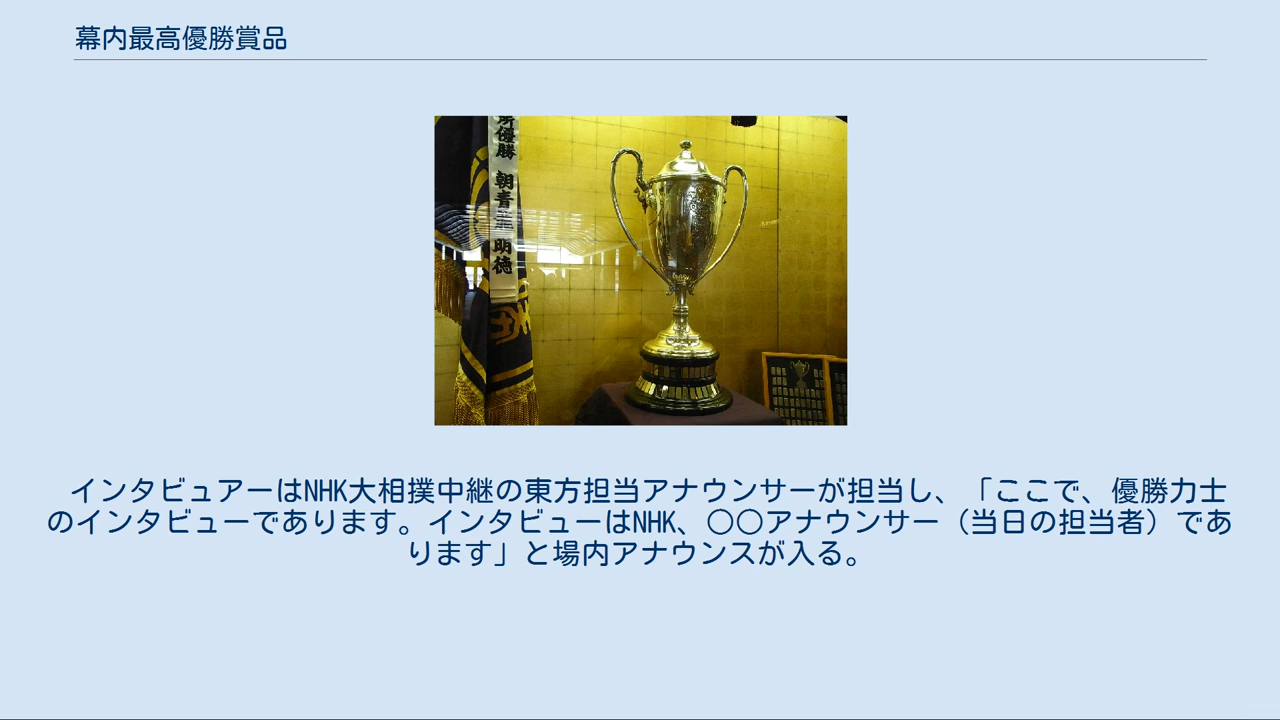 幕内最高優勝賞品
優勝
朝青龍
明徳
インタビュアーはNHK大相撲中継の東方担当アナウンサーが担当し、「ここで、優勝力士
のインタビューであります。インタビューはNHK、○○アナウンサー（当日の担当者）であ
ります」と場内アナウンスが入る。